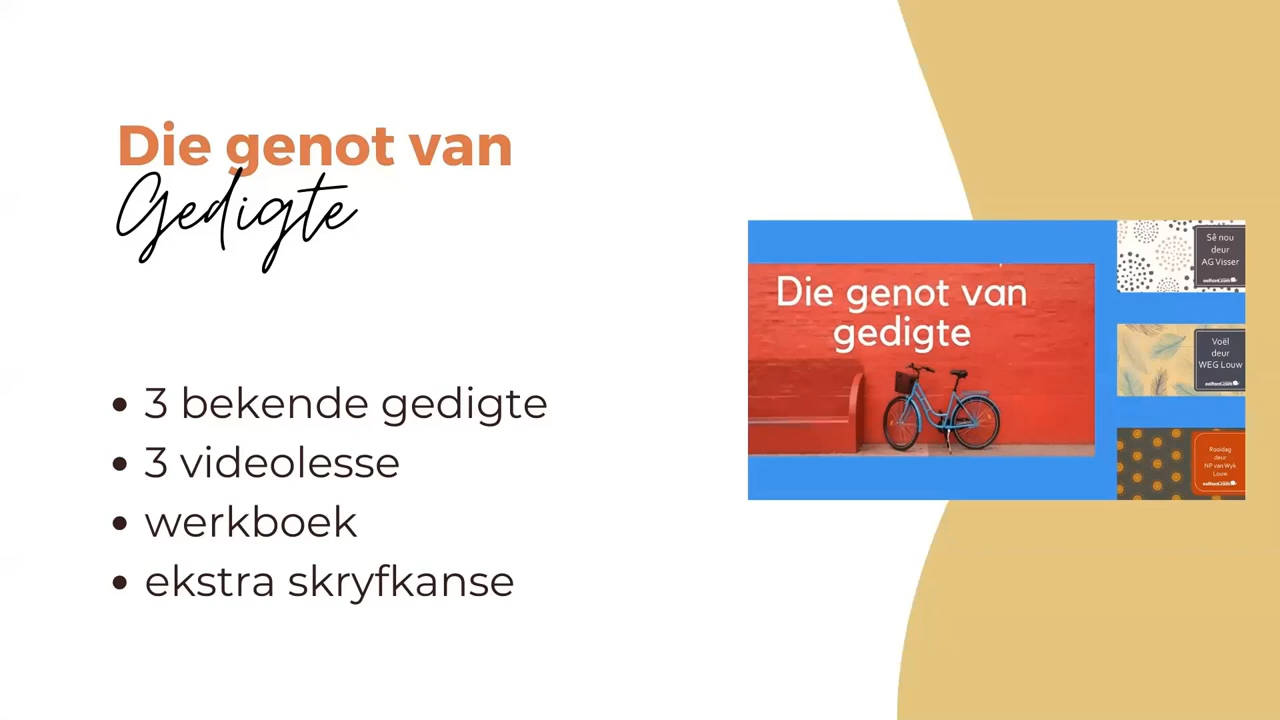 Die genot van
Gedigte
• 3 bekende gedigte
• 3 videolesse
• werkboek
• ekstra skryfkanse
Die genot van
gedigte
Sê nou
deur
AG Visser
Voël
deur
WEG Louw
Rooidag
deur
NP van Wyk
Louw